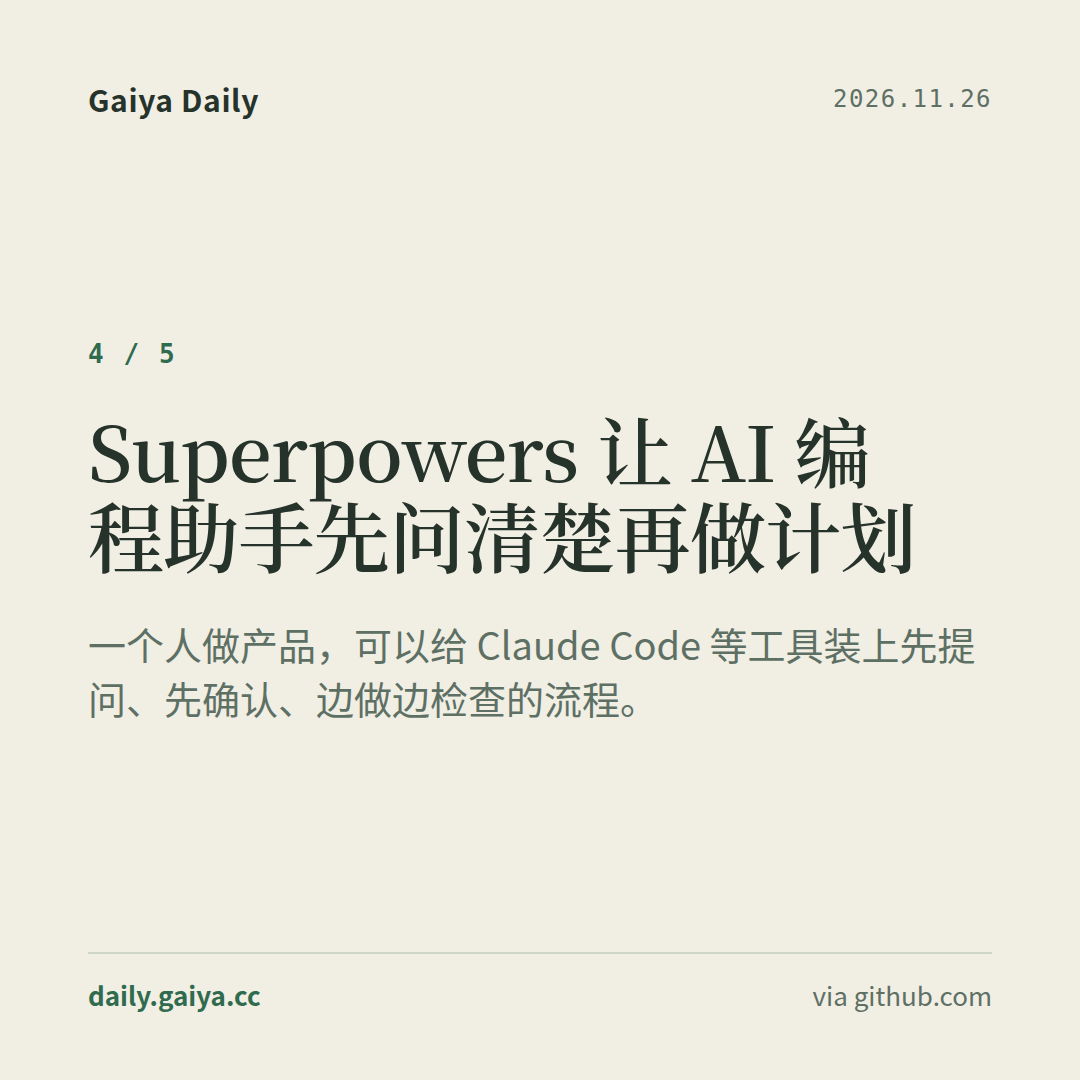 Gaiya Daily
2026.11.26
4 / 5
Superpowers 让 AI 编
程助手先问清楚再做计划
一个人做产品，可以给 Claude Code 等工具装上先提
问、先确认、边做边检查的流程。
daily.gaiya.cc
via github.com